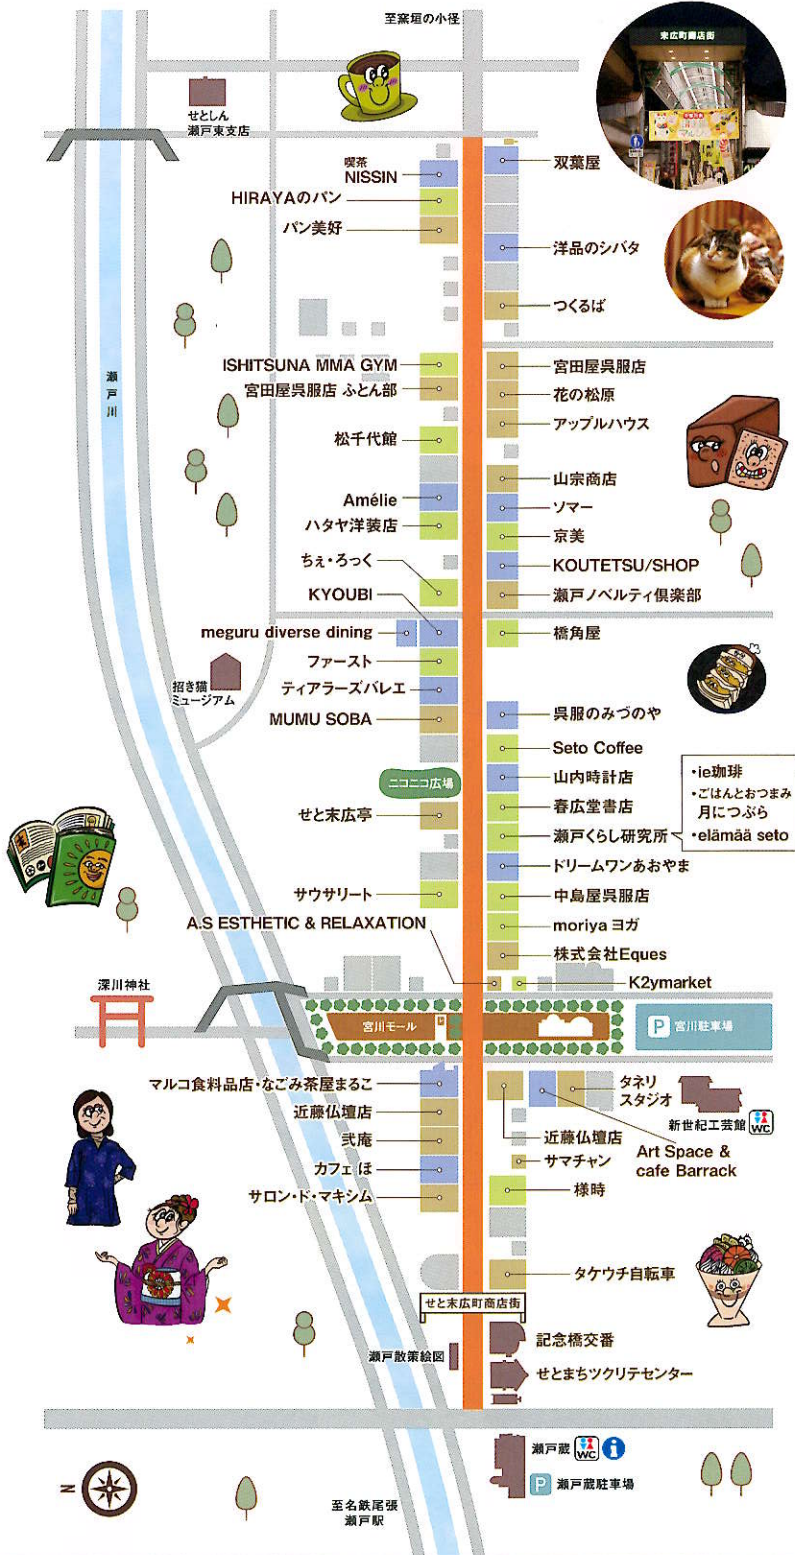 至窯垣の小径
末広町商店街
せとしん
瀬戸東支店
喫茶
NISSIN
双葉屋
HIRAYAのパン
パン美好
洋品のシバタ
つくるば
瀬戸川
ISHITSUNA MMA GYM
宮田屋呉服店
宮田屋呉服店 ふとん部
花の松原
アップルハウス
松千代館
山宗商店
Amélie
ソマー
ハタヤ洋装店
京美
ちぇ・ろっく
KOUTETSU/SHOP
KYOUBI
瀬戸ノベルティ倶楽部
meguru diverse dining
橋角屋
ファースト
招き猫
ミュージアム
ティアラーズバレエ
MUMU SOBA
呉服のみづのや
Seto Coffee
ニコニコ広場
山内時計店
せと末広亭
春広堂書店
瀬戸くらし研究所
・ie珈琲
・ごはんとおつまみ
月につぶら
・elämää seto
ドリームワンあおやま
サウサリート
中島屋呉服店
A.S ESTHETIC & RELAXATION
moriya ヨガ
株式会社Eques
K2ymarket
深川神社
宮川モール
P 宮川駐車場
マルコ食料品店・なごみ茶屋まるこ
タネリ
スタジオ
近藤仏壇店
新世紀工芸館 WC
弐庵
近藤仏壇店
Art Space &
cafe Barrack
カフェ ほ
サマチャン
サロン・ド・マキシム
様時
タケウチ自転車
せと末広町商店街
記念橋交番
瀬戸散策絵図
せとまちツクリテセンター
瀬戸蔵 WC i
P 瀬戸蔵駐車場
N
至名鉄尾張
瀬戸駅